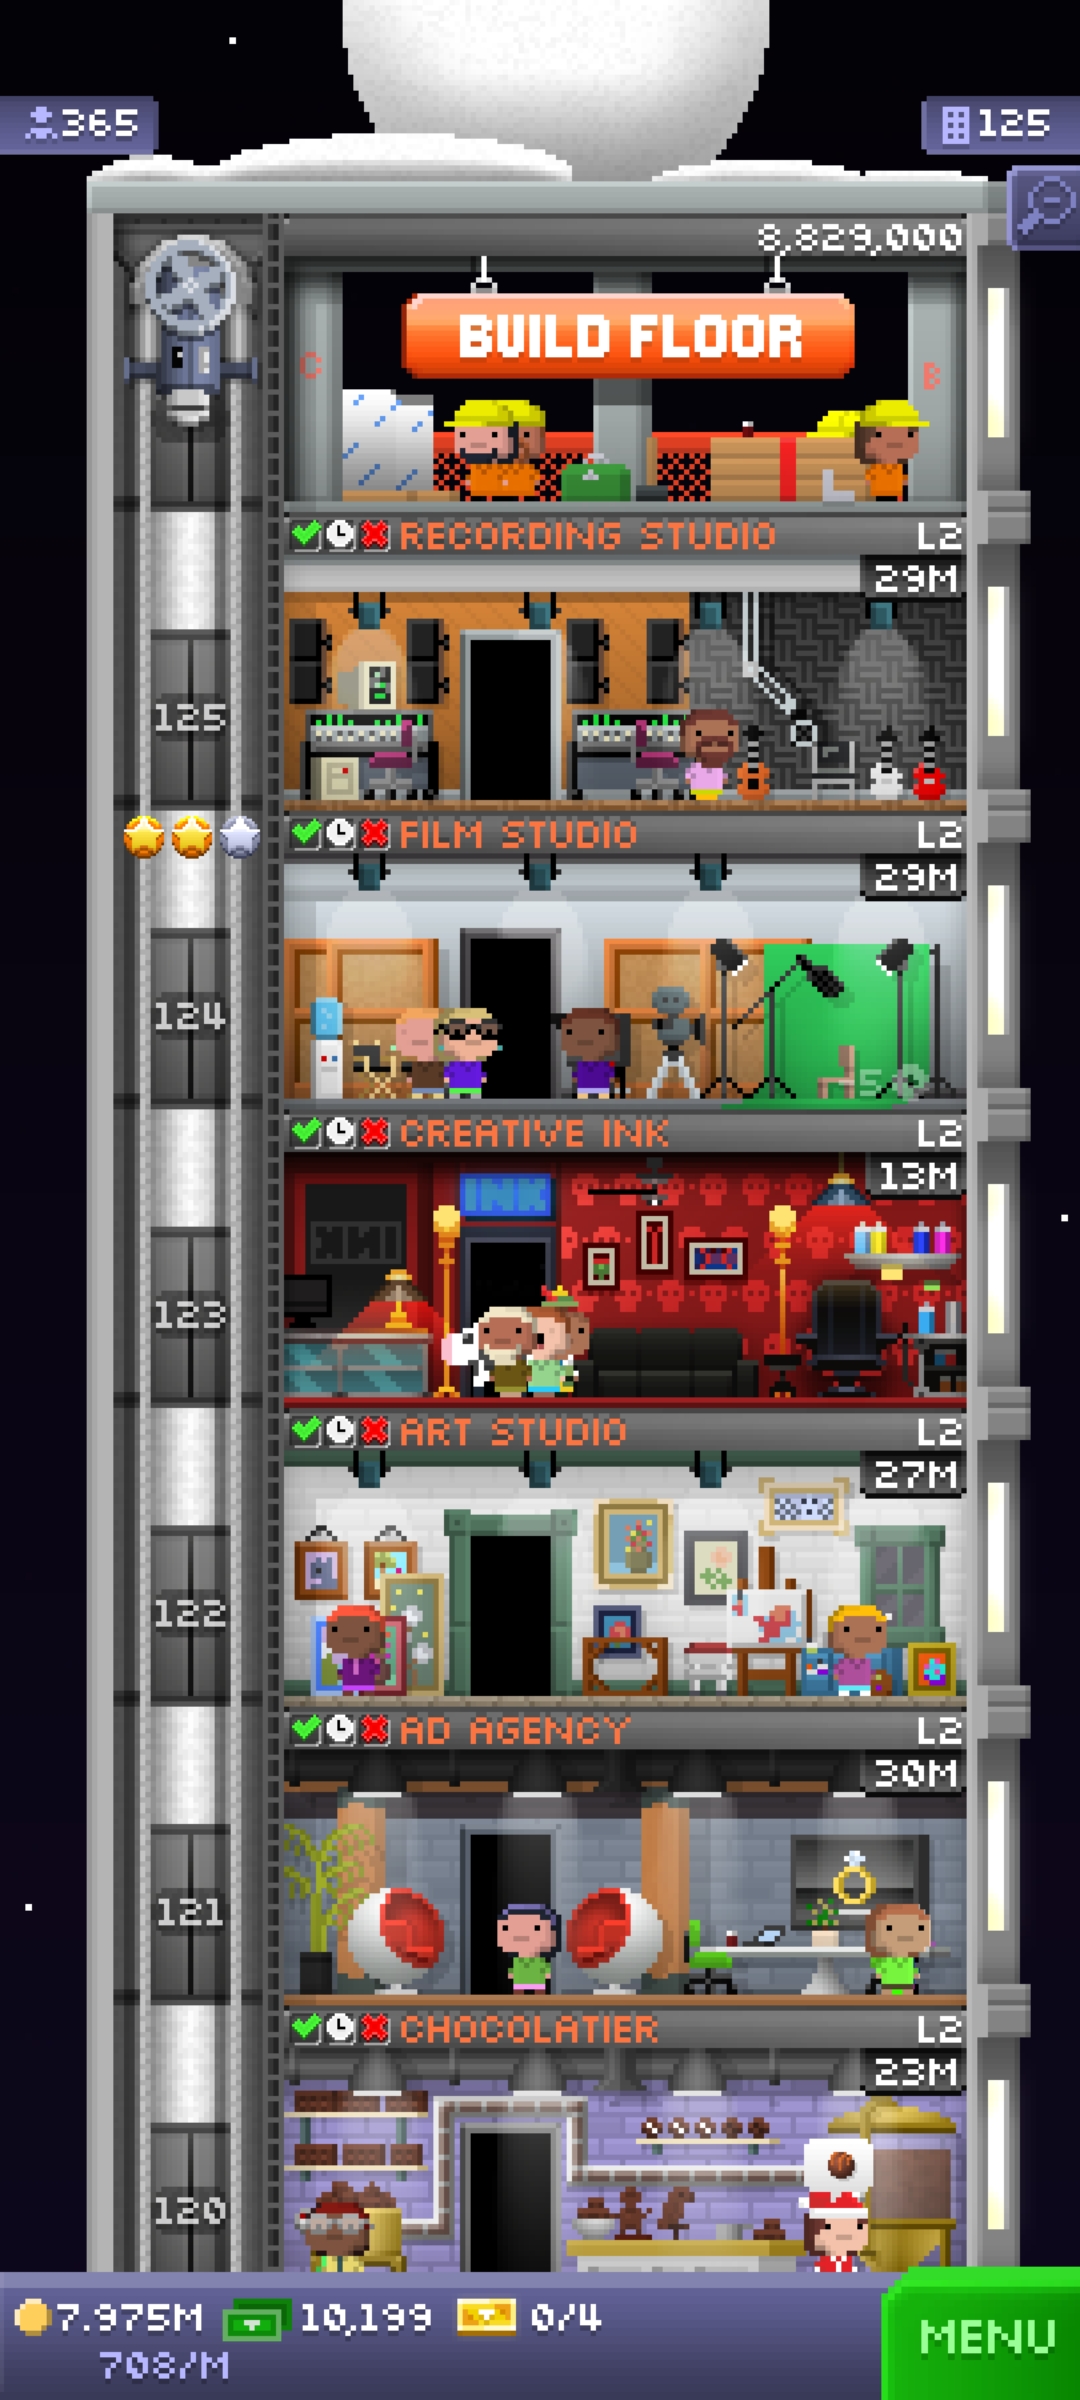 365
125
8,829,000
BUILD FLOOR
C
B
RECORDING STUDIO L2
29M
125
FILM STUDIO L2
29M
124
5
CREATIVE INK L2
13M
INK
123
ART STUDIO L2
27M
122
AD AGENCY L2
30M
121
CHOCOLATIER L2
23M
120
7.975M 10,199 0/4
708/M
MENU